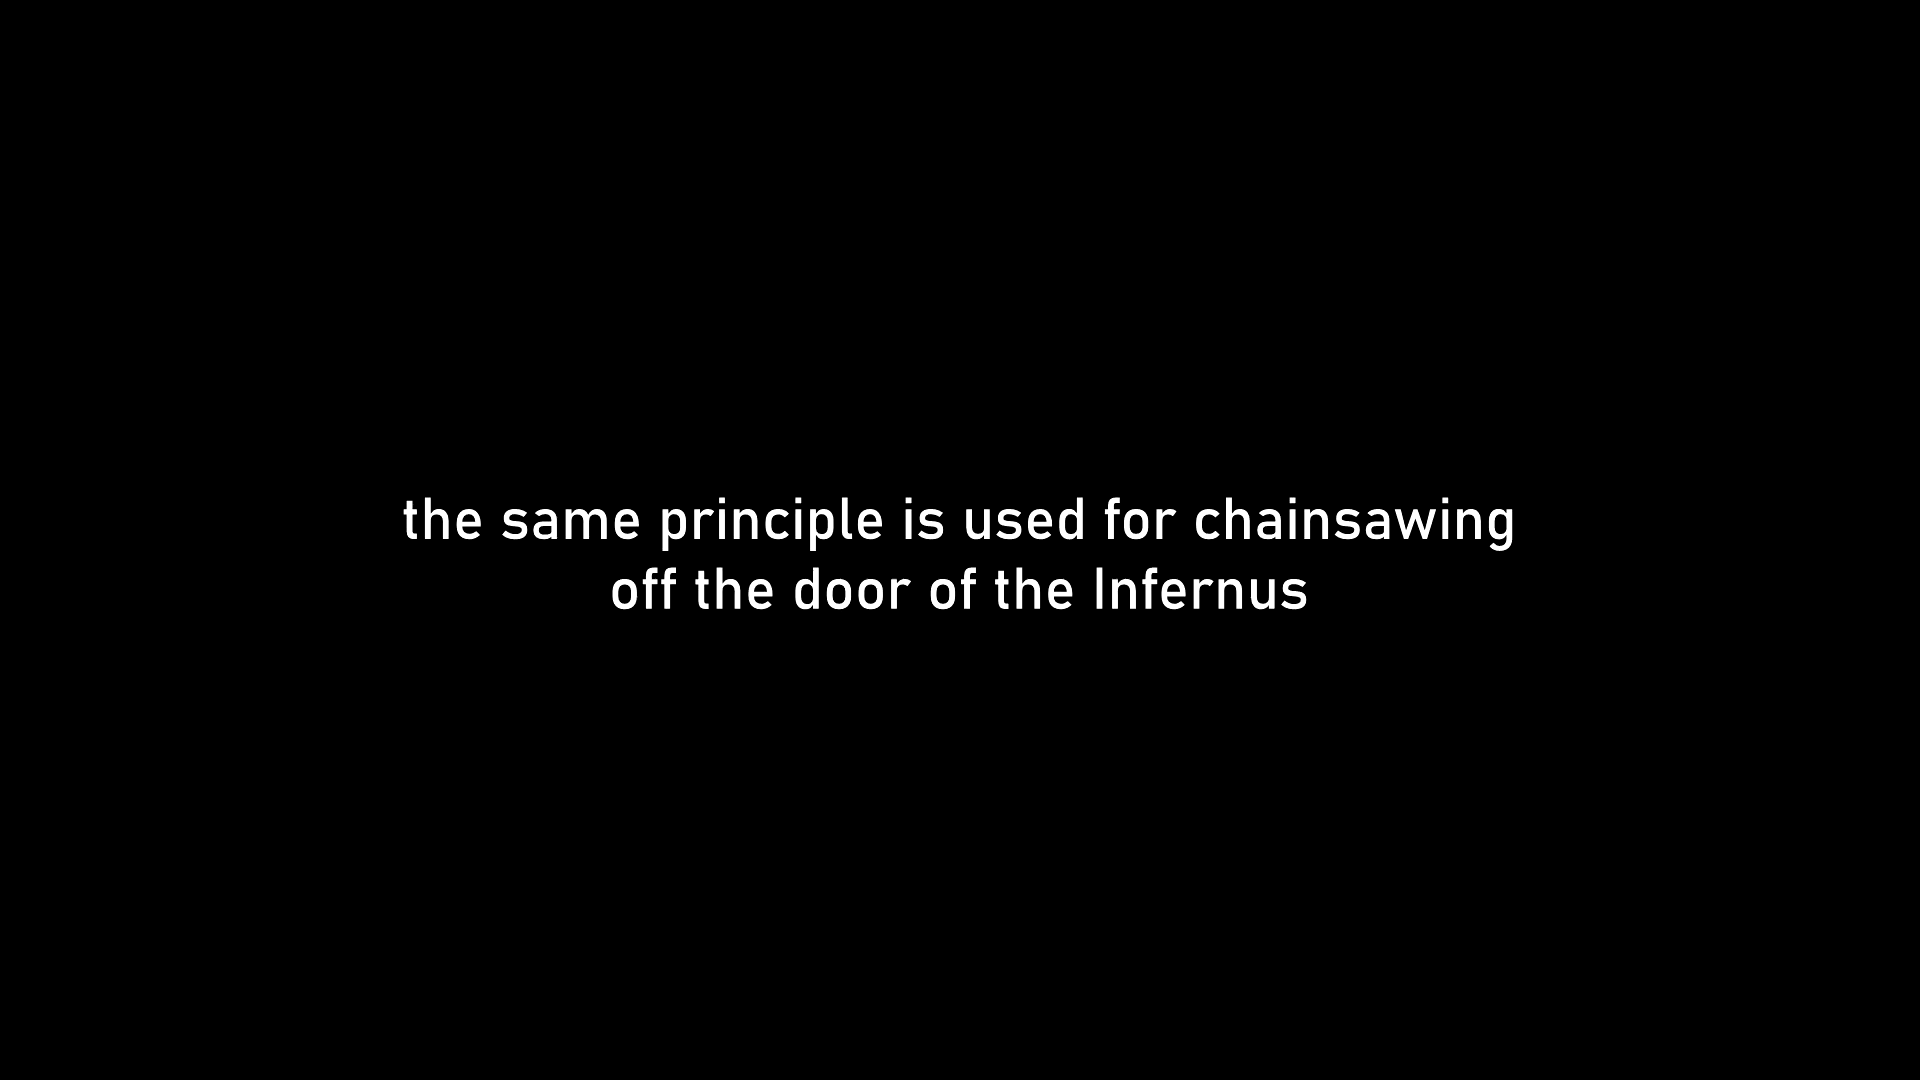 the same principle is used for chainsawing
off the door of the Infernus